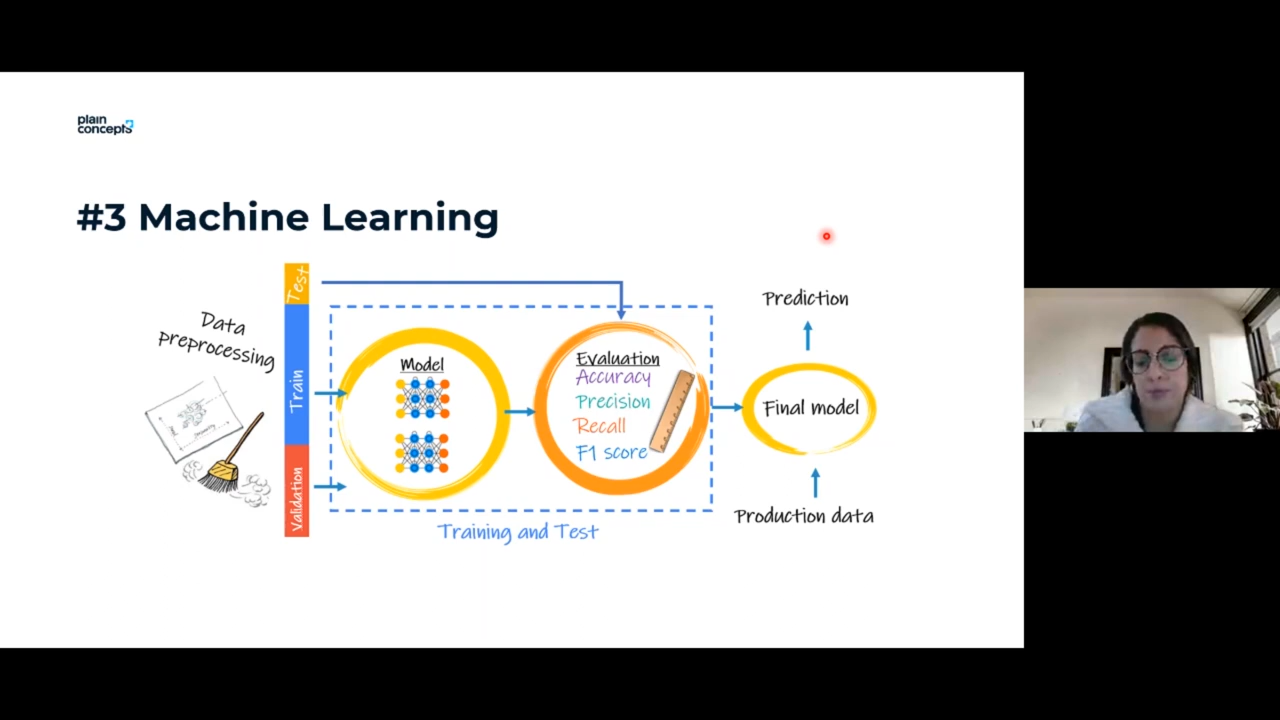 plain
concepts
#3 Machine Learning
Data
preprocessing
Test
Train
Validation
Model
Evaluation
Accuracy
Precision
Recall
F1 score
Training and Test
Prediction
Final model
Production data